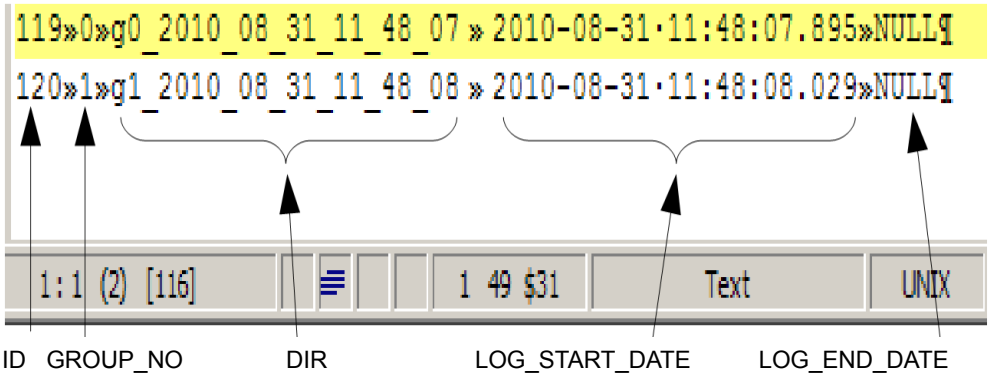 119»0»g0_2010_08_31_11_48_07»2010-08-31·11:48:07.895»NULL¶
120»1»g1_2010_08_31_11_48_08»2010-08-31·11:48:08.029»NULL¶
1:1 (2) [116] 1 49 $31 Text UNIX
ID GROUP_NO DIR LOG_START_DATE LOG_END_DATE